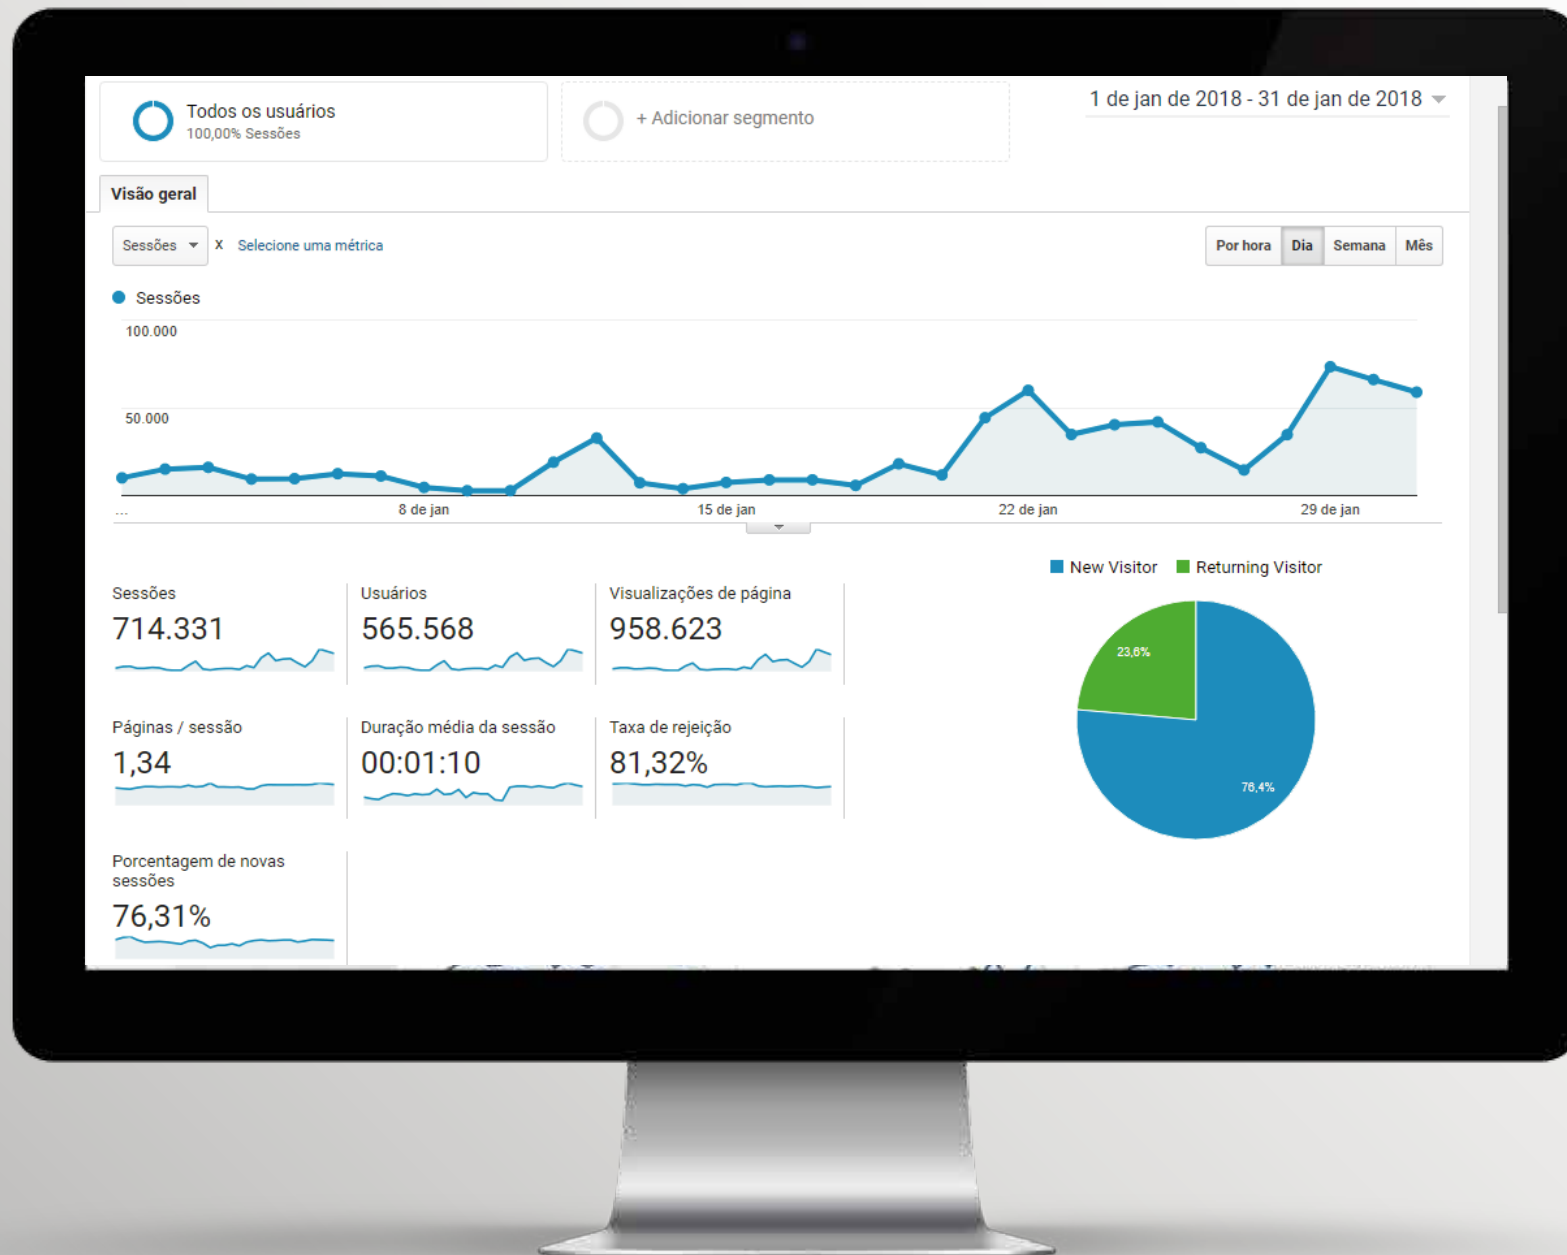 Todos os usuários
100,00% Sessões
+ Adicionar segmento
1 de jan de 2018 - 31 de jan de 2018
Visão geral
Sessões x Selecione uma métrica
Por hora Dia Semana Mês
Sessões
100.000
50.000
... 8 de jan 15 de jan 22 de jan 29 de jan
New Visitor Returning Visitor
Sessões
714.331
Usuários
565.568
Visualizações de página
958.623
23,6%
76,4%
Páginas / sessão
1,34
Duração média da sessão
00:01:10
Taxa de rejeição
81,32%
Porcentagem de novas
sessões
76,31%